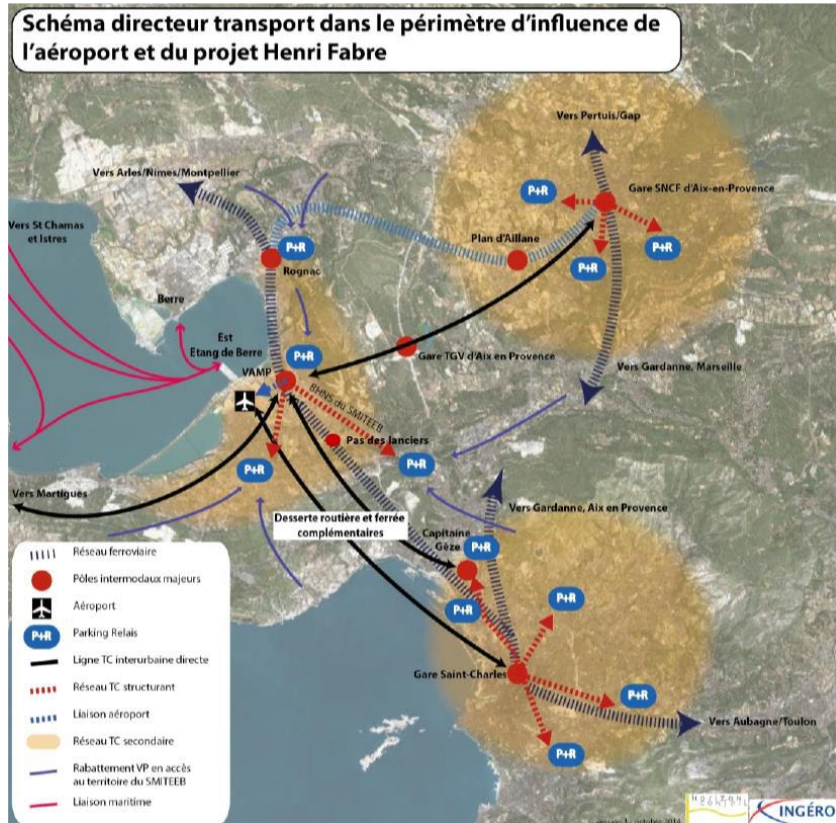 Schéma directeur transport dans le périmètre d'influence de
l'aéroport et du projet Henri Fabre
Vers Pertuis/Gap
Vers Arles/Nimes/Montpellier
Gare SNCF d'Aix-en-Provence
P+R
Vers St Chamas
et Istres
P+R
Plan d'Aillane
P+R
P+R
Rognac
Berre
Est
Etang de Berre
P+R
Gare TGV d'Aix en Provence
VAMP
Vers Gardanne, Marseille
BHNS du SMITEEB
Pas des lanciers
P+R
P+R
Vers Martigues
Vers Gardanne, Aix en Provence
Desserte routière et ferrée
complémentaires
Capitaine
Gèze
P+R
Réseau ferroviaire
Pôles intermodaux majeurs
P+R
P+R
Aéroport
P+R
Parking Relais
Ligne TC interurbaine directe
Gare Saint-Charles
Réseau TC structurant
P+R
Vers Aubagne/Toulon
Liaison aéroport
Réseau TC secondaire
P+R
Rabattement VP en accès
au territoire du SMITEEB
Liaison maritime
INGÉRO